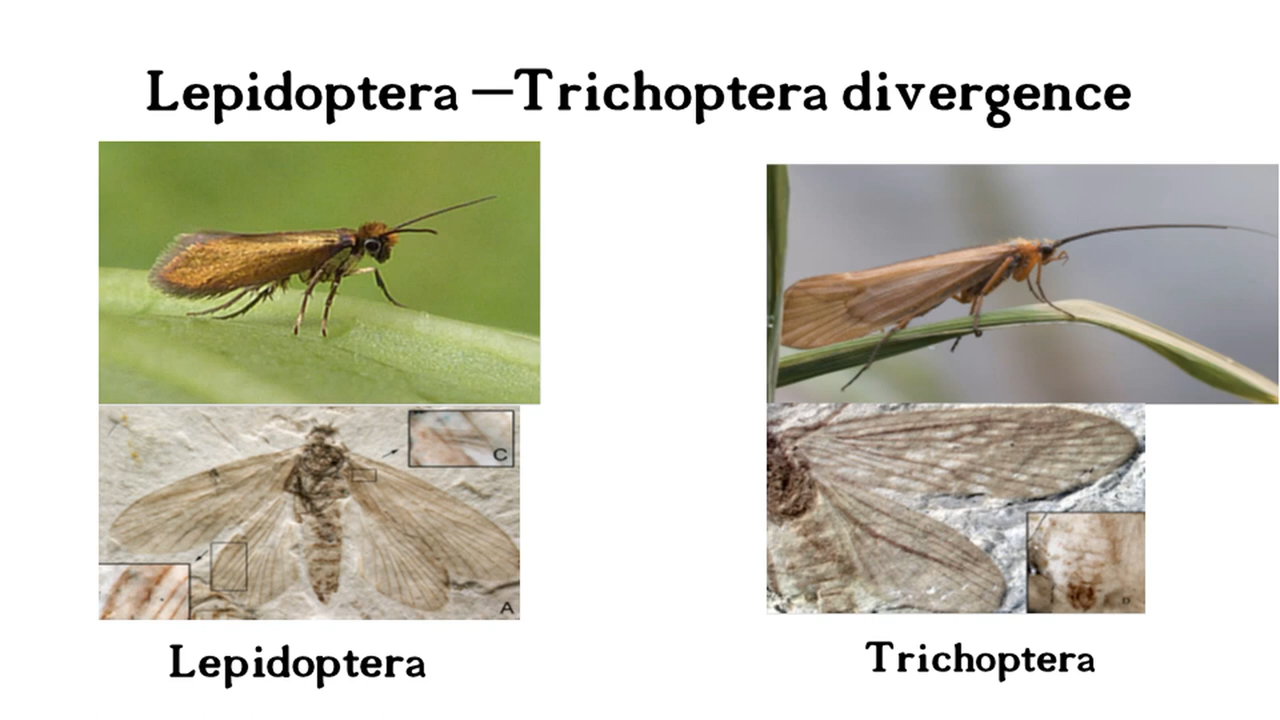 Lepidoptera –Trichoptera divergence
C
A
D
Lepidoptera
Trichoptera